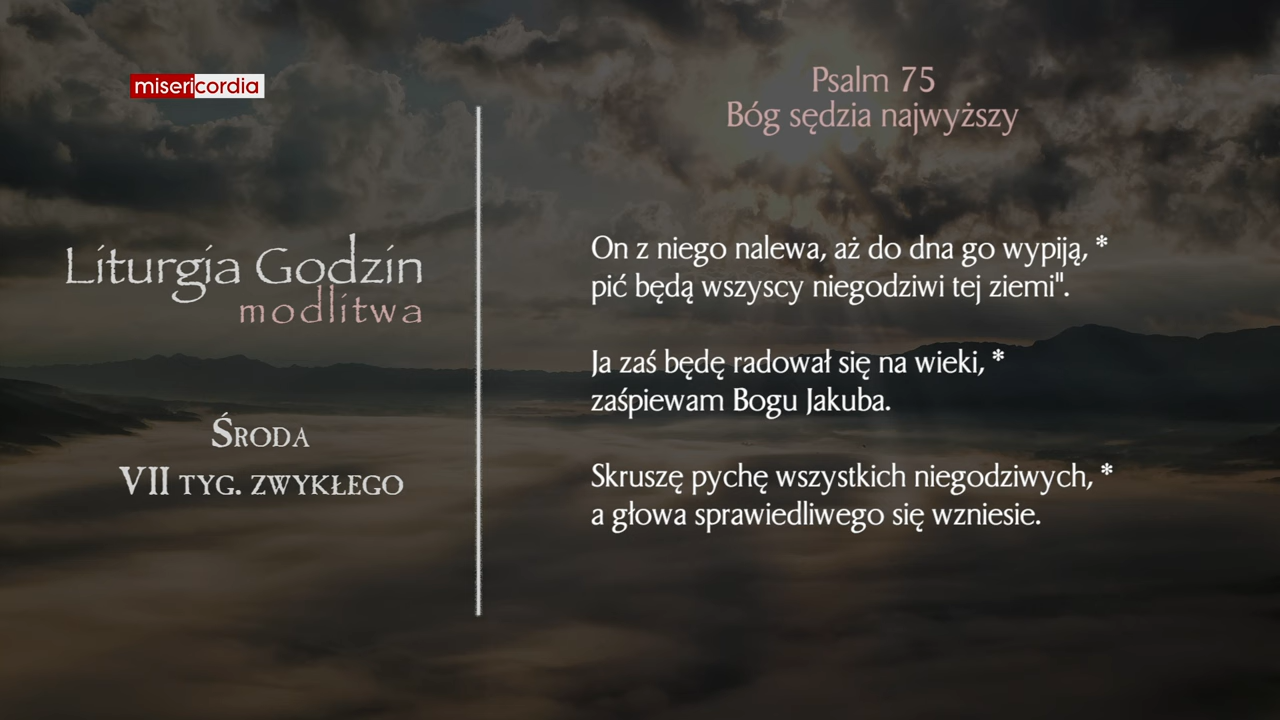 misericordia
Liturgia Godzin
modlitwa
Środa
VII tyg. zwykłego
Psalm 75
Bóg sędzia najwyższy
On z niego nalewa, aż do dna go wypiją, *
pić będą wszyscy niegodziwi tej ziemi".
Ja zaś będę radował się na wieki, *
zaśpiewam Bogu Jakuba.
Skruszę pychę wszystkich niegodziwych, *
a głowa sprawiedliwego się wzniesie.